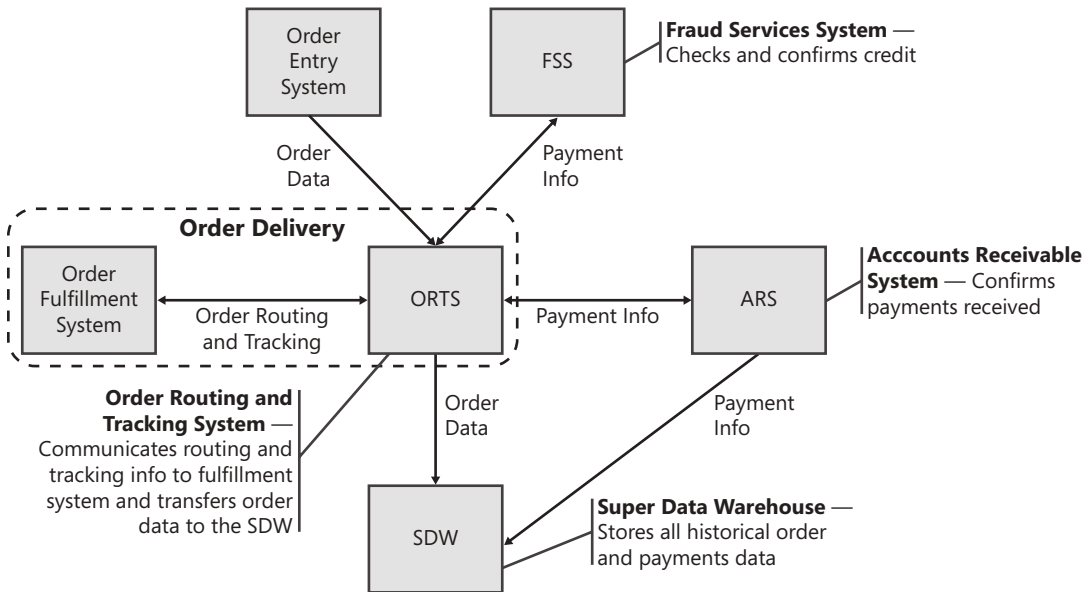 Order
Entry
System
FSS
Fraud Services System —
Checks and confirms credit
Order
Data
Payment
Info
Order Delivery
Order
Fulfillment
System
Order Routing
and Tracking
ORTS
Payment Info
ARS
Acccounts Receivable
System — Confirms
payments received
Order Routing and
Tracking System —
Communicates routing and
tracking info to fulfillment
system and transfers order
data to the SDW
Order
Data
Payment
Info
SDW
Super Data Warehouse —
Stores all historical order
and payments data